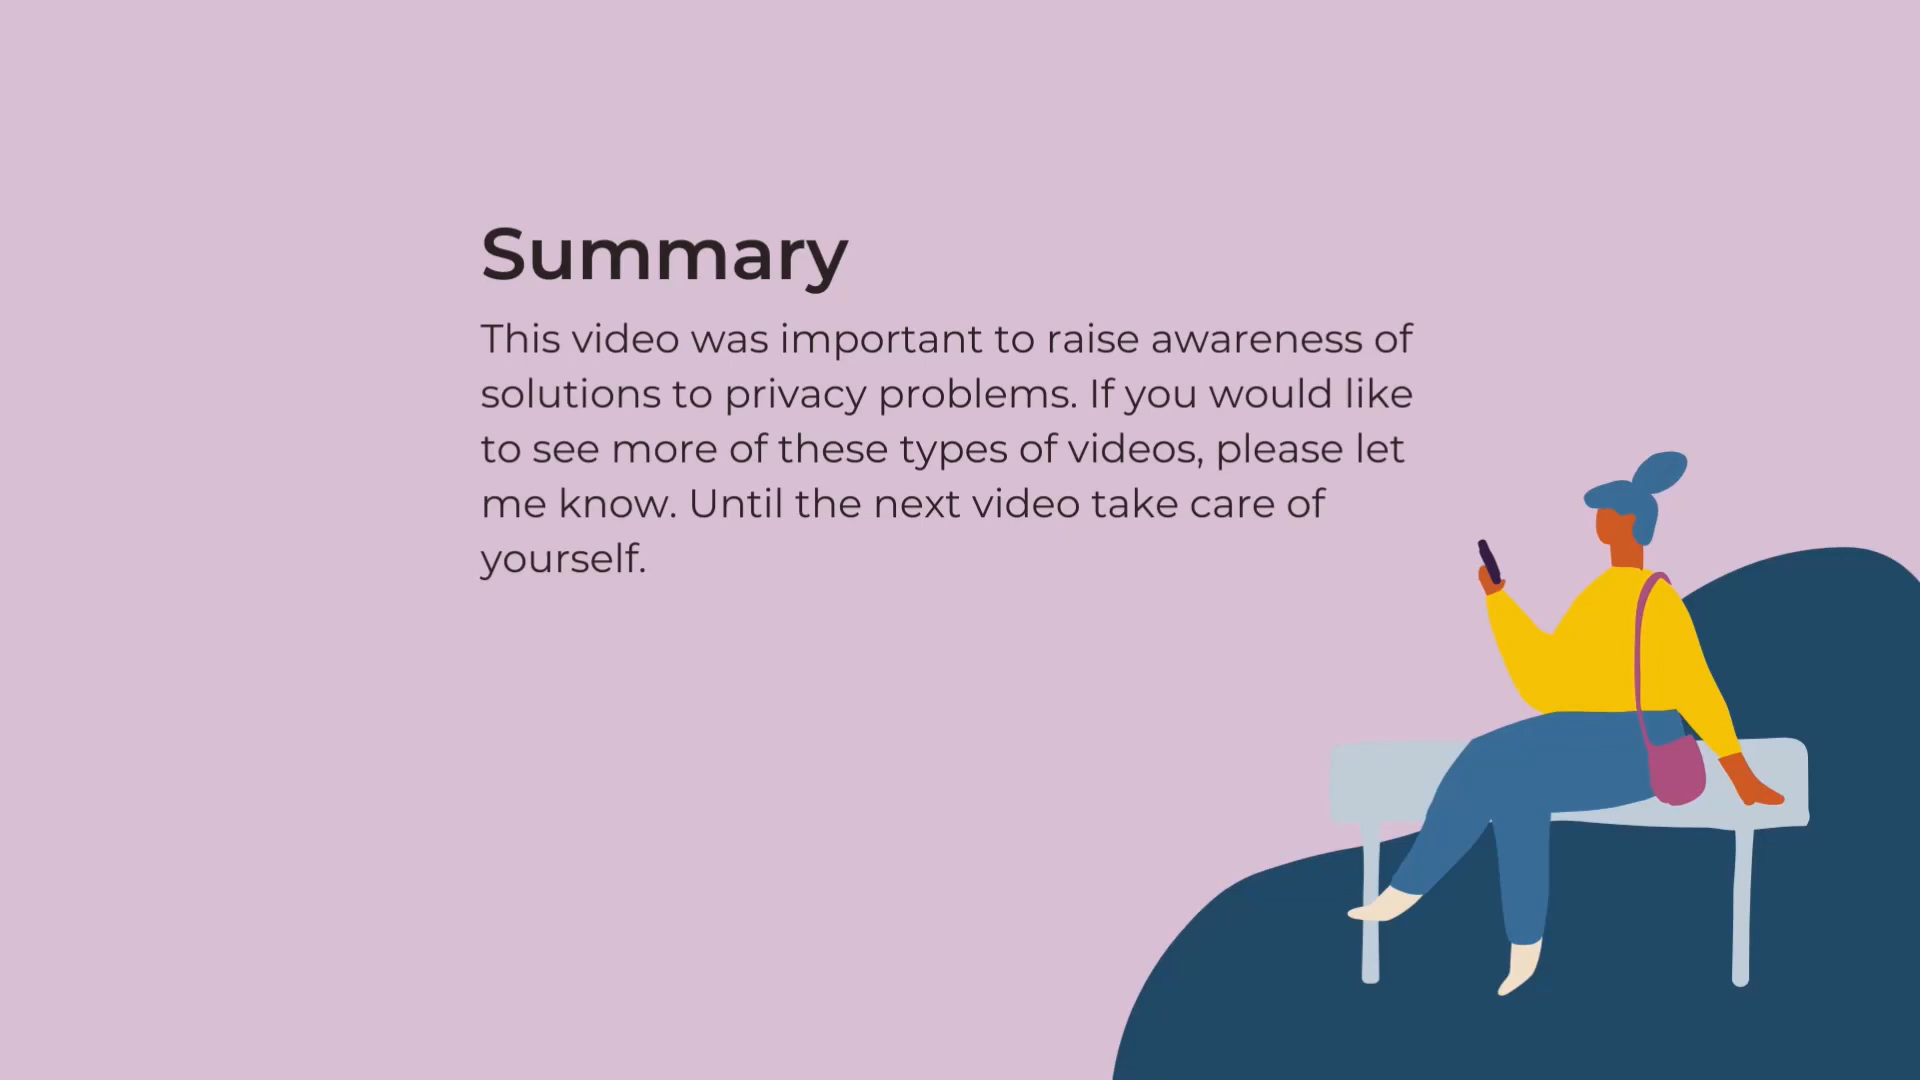 Summary
This video was important to raise awareness of
solutions to privacy problems. If you would like
to see more of these types of videos, please let
me know. Until the next video take care of
yourself.